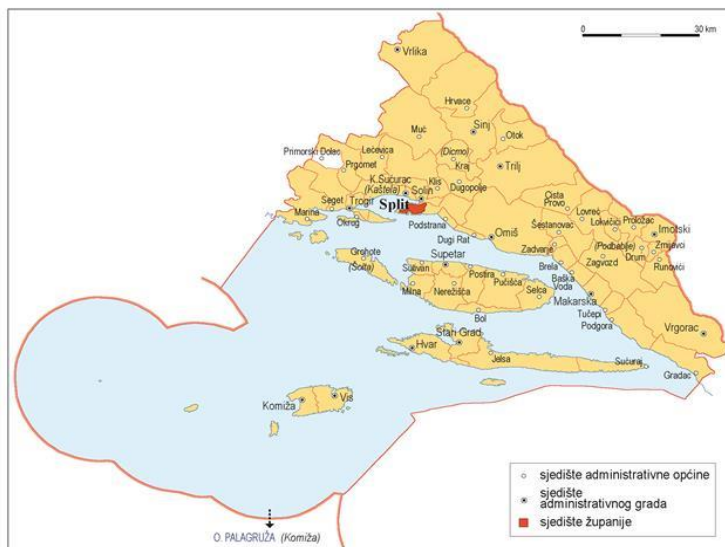 0 30 km
Vrlika
Hrvace
Sinj
Muć
Otok
Primorski Dolec
Lećevica
(Dicmo)
Kraj
Trilj
Prgomet
K.Sućurac
(Kaštela)
Klis
Solin
Dugopolje
Seget
Trogir
Split
Marina
Okrug
Podstrana
Cista
Provo
Lovreć
Lokvičići
Proložac
Imotski
Šestanovac
(Podbablje)
Zmijavci
Dugi Rat
Omiš
Zadvarje
Zagvozd
Drum
Runovići
Grohote
(Šolta)
Supetar
Sutivan
Postira
Pučišća
Brela
Baška
Voda
Milna
Nerežišća
Selca
Makarska
Bol
Tučepi
Podgora
Vrgorac
Stari Grad
Hvar
Jelsa
Sućuraj
Gradac
Komiža
Vis
O. PALAGRUŽA (Komiža)
sjedište administrativne općine
sjedište
administrativnog grada
sjedište županije